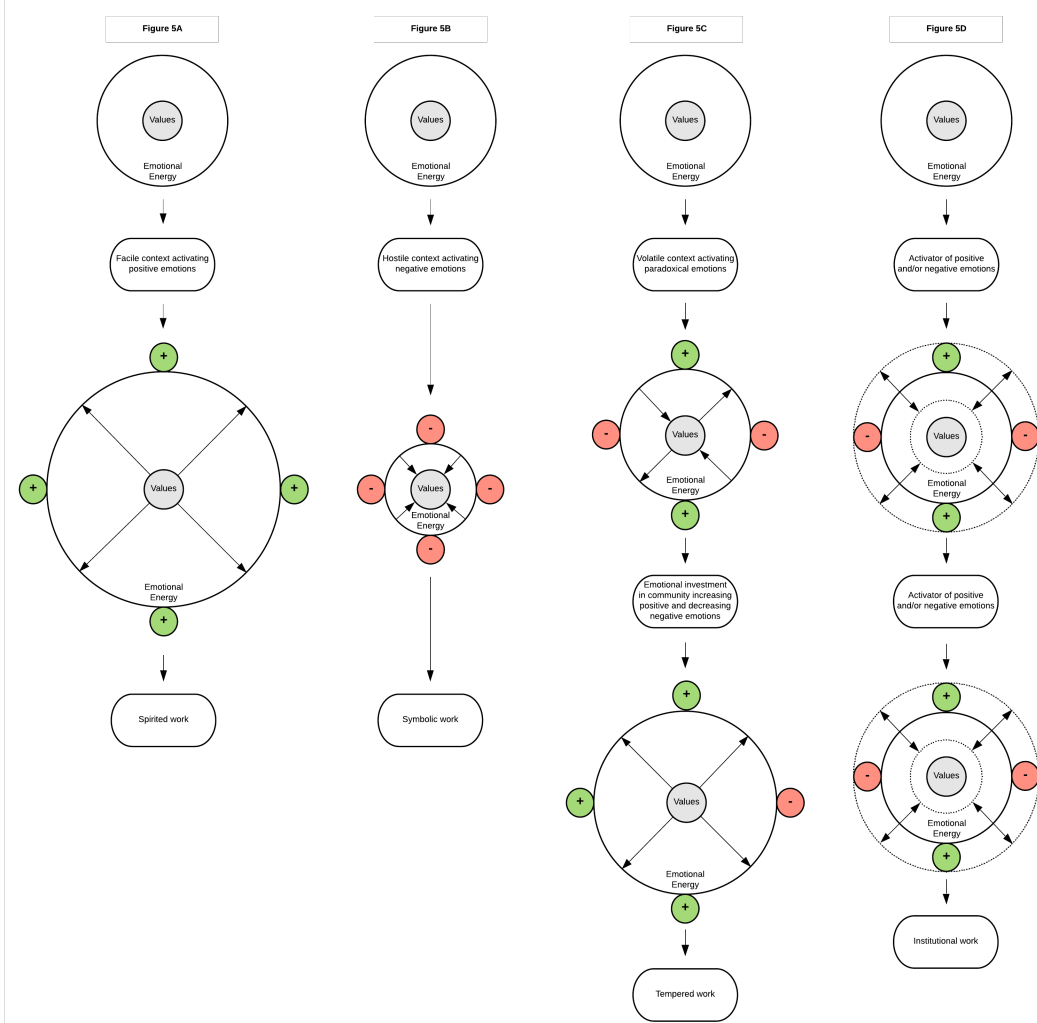 Figure 5A
Values
Emotional
Energy
Facile context activating
positive emotions
+
+
Values
+
Emotional
Energy
+
Spirited work
Figure 5B
Values
Emotional
Energy
Hostile context activating
negative emotions
-
-
Values
-
Emotional
Energy
-
Symbolic work
Figure 5C
Values
Emotional
Energy
Volatile context activating
paradoxical emotions
+
-
Values
-
Emotional
Energy
+
Emotional investment
in community increasing
positive and decreasing
negative emotions
+
+
Values
-
Emotional
Energy
+
Tempered work
Figure 5D
Values
Emotional
Energy
Activator of positive
and/or negative emotions
+
-
Values
-
Emotional
Energy
+
Activator of positive
and/or negative emotions
+
-
Values
-
Emotional
Energy
+
Institutional work